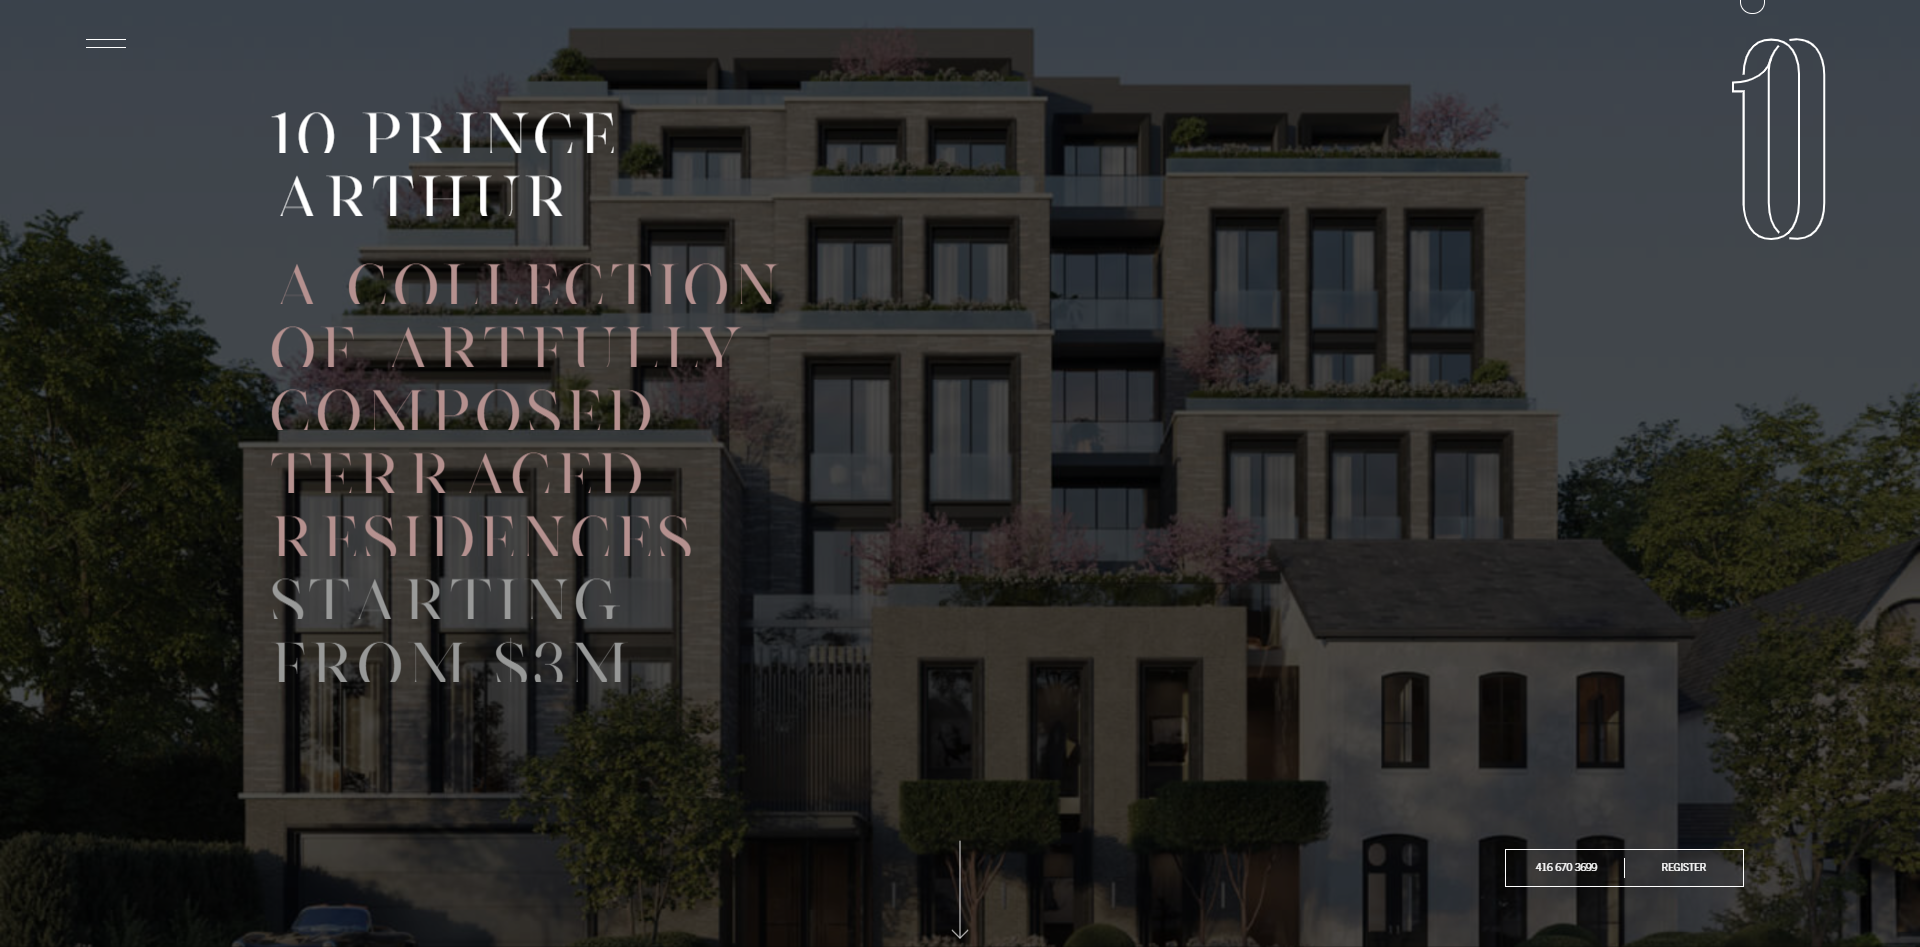 10 PRINCE
ARTHUR
A COLLECTION
OF ARTFULLY
COMPOSED
TERRACED
RESIDENCES
STARTING
FROM $3M
10
416 670 3699
REGISTER